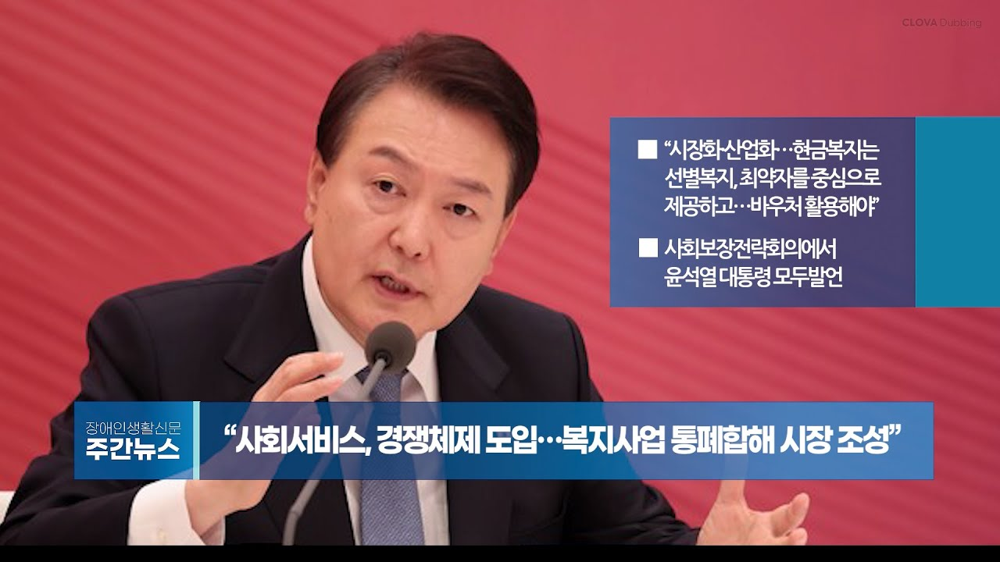 CLOVA Dubbing
■ “시장화·산업화…현금복지는
선별복지, 최약자를 중심으로
제공하고…바우처 활용해야”
■ 사회보장전략회의에서
윤석열 대통령 모두발언
장애인생활신문
주간뉴스
“사회서비스, 경쟁체제 도입…복지사업 통폐합해 시장 조성”